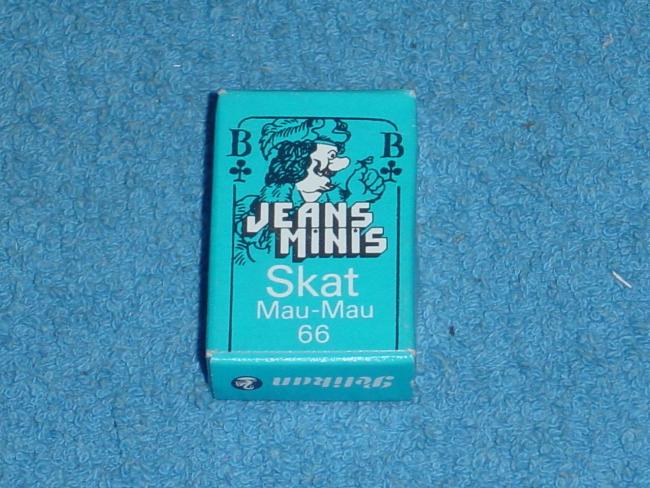 B B
JEANS
MINIS
Skat
Mau-Mau
66
Pelikan